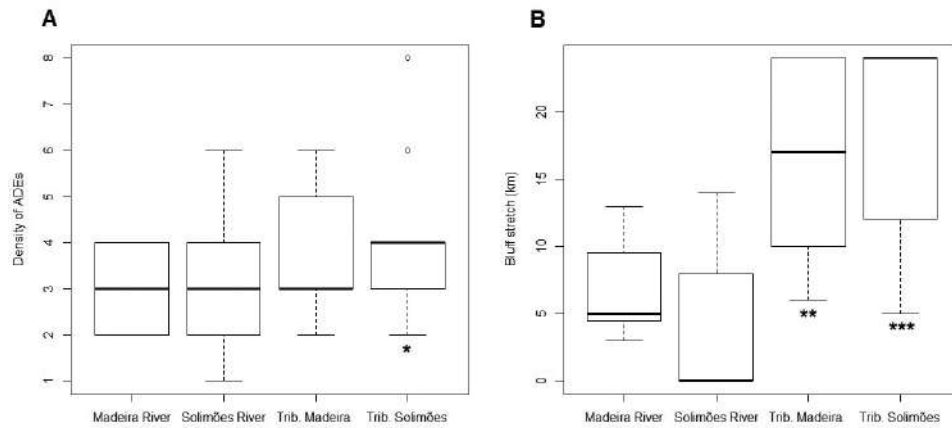 A
Density of ADEs
8
7
6
5
4
3
2
1
Madeira River Solimões River Trib. Madeira Trib. Solimões
*
B
Bluff stretch (km)
20
15
10
5
0
Madeira River Solimões River Trib. Madeira Trib. Solimões
**
***